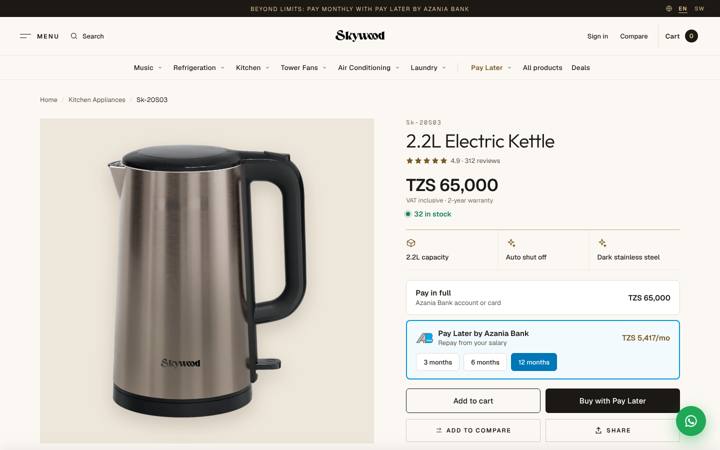 BEYOND LIMITS: PAY MONTHLY WITH PAY LATER BY AZANIA BANK
EN SW
MENU Search Skywood Sign in Compare Cart 0
Music Refrigeration Kitchen Tower Fans Air Conditioning Laundry Pay Later All products Deals
Home / Kitchen Appliances / Sk-20S03
Sk-20S03
2.2L Electric Kettle
4.9 · 312 reviews
TZS 65,000
VAT inclusive · 2-year warranty
32 in stock
2.2L capacity
Auto shut off
Dark stainless steel
Pay in full
Azania Bank account or card
TZS 65,000
Pay Later by Azania Bank
Repay from your salary
TZS 5,417/mo
3 months 6 months 12 months
Add to cart Buy with Pay Later
ADD TO COMPARE SHARE
Skywood